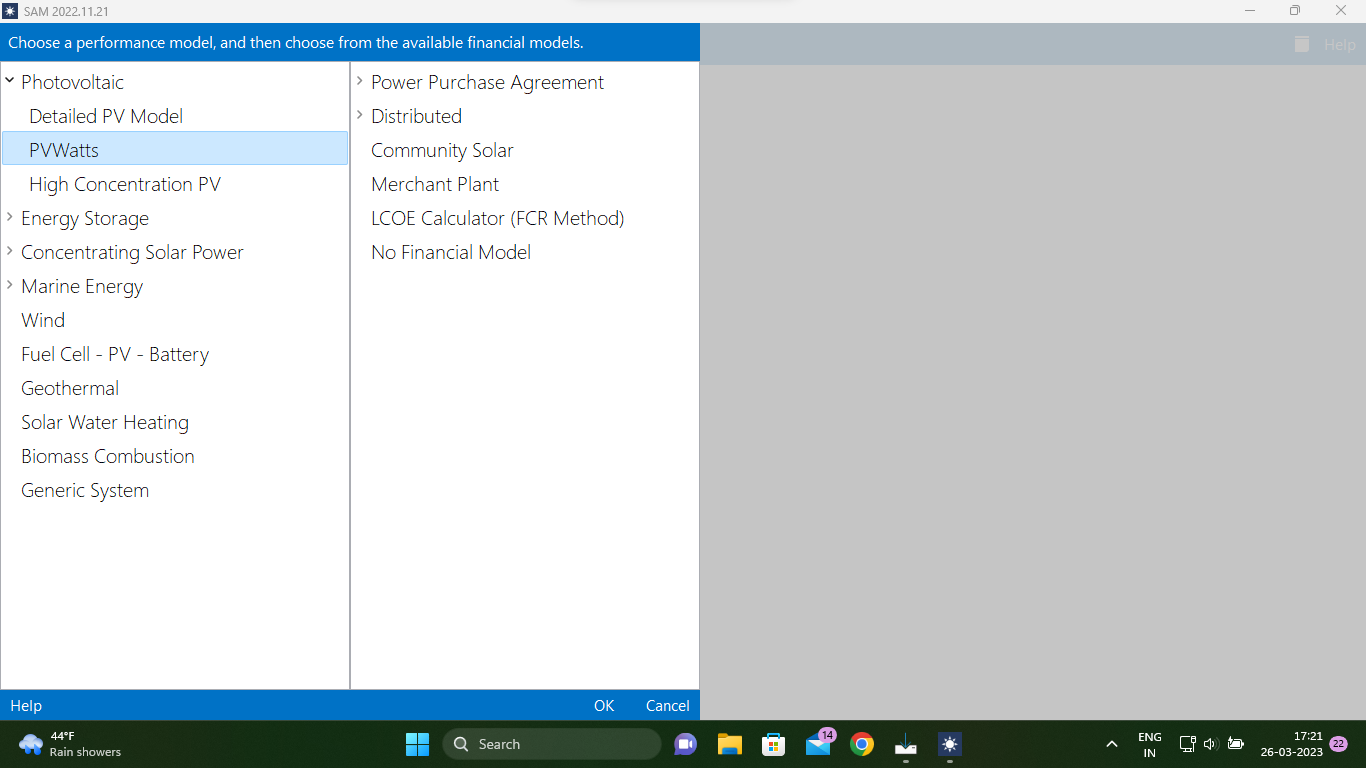 SAM 2022.11.21
Choose a performance model, and then choose from the available financial models.
Help
Photovoltaic
Detailed PV Model
PVWatts
High Concentration PV
Energy Storage
Concentrating Solar Power
Marine Energy
Wind
Fuel Cell - PV - Battery
Geothermal
Solar Water Heating
Biomass Combustion
Generic System
Power Purchase Agreement
Distributed
Community Solar
Merchant Plant
LCOE Calculator (FCR Method)
No Financial Model
Help
OK
Cancel
44°F
Rain showers
Search
14
ENG
IN
17:21
26-03-2023
22